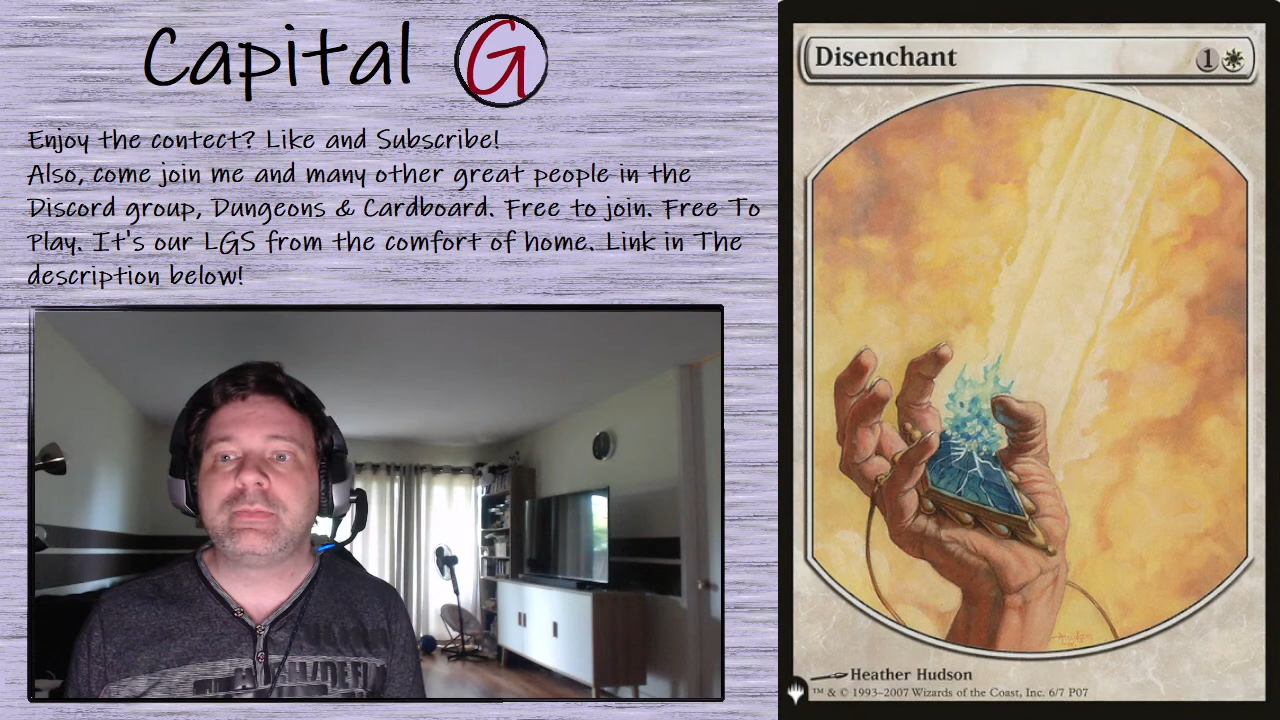 Capital G
Enjoy the contect? Like and Subscribe!
Also, come join me and many other great people in the
Discord group, Dungeons & Cardboard. Free to join. Free To
Play. It's our LGS from the comfort of home. Link in The
description below!
Disenchant 1
Heather Hudson
™ & © 1993–2007 Wizards of the Coast, Inc. 6/7 P07